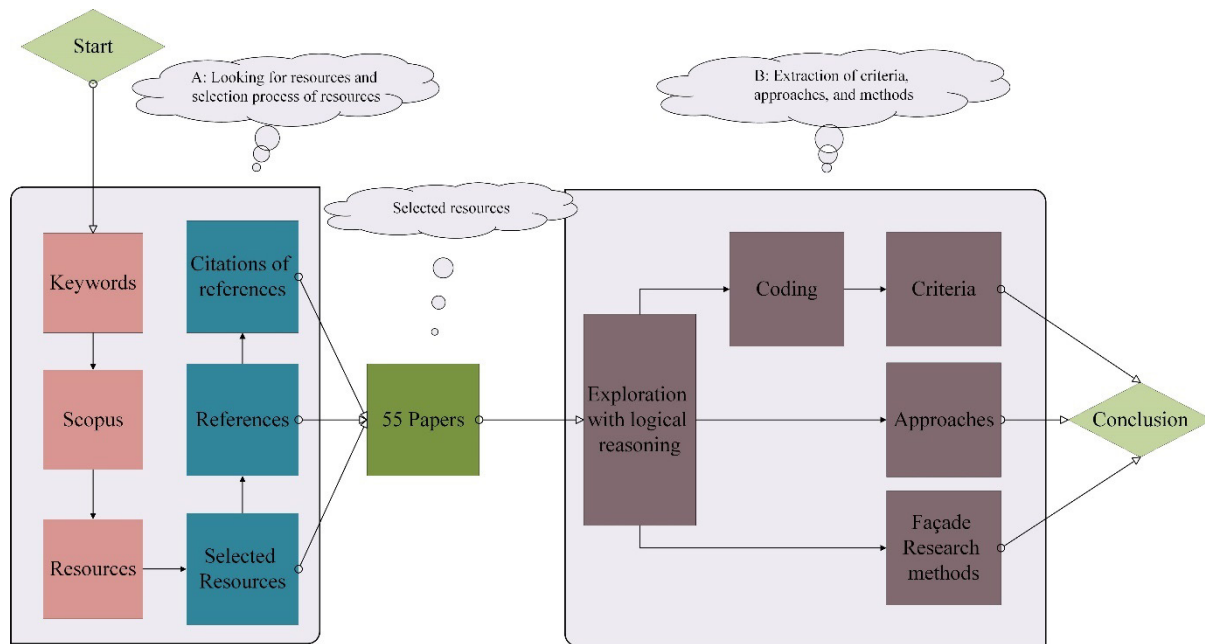 Start
A: Looking for resources and
selection process of resources
B: Extraction of criteria,
approaches, and methods
Selected resources
Keywords
Scopus
Resources
Citations of
references
References
Selected
Resources
55 Papers
Exploration
with logical
reasoning
Coding
Criteria
Approaches
Façade
Research
methods
Conclusion